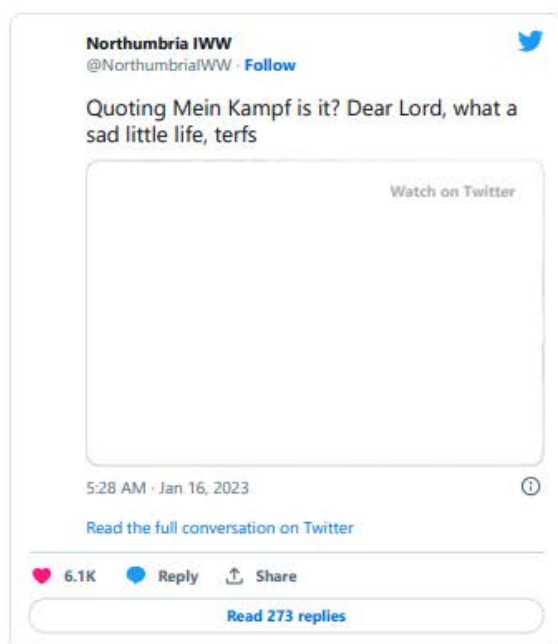 Northumbria IWW
@NorthumbriaIWW · Follow
Quoting Mein Kampf is it? Dear Lord, what a
sad little life, terfs
Watch on Twitter
5:28 AM · Jan 16, 2023
Read the full conversation on Twitter
6.1K Reply Share
Read 273 replies